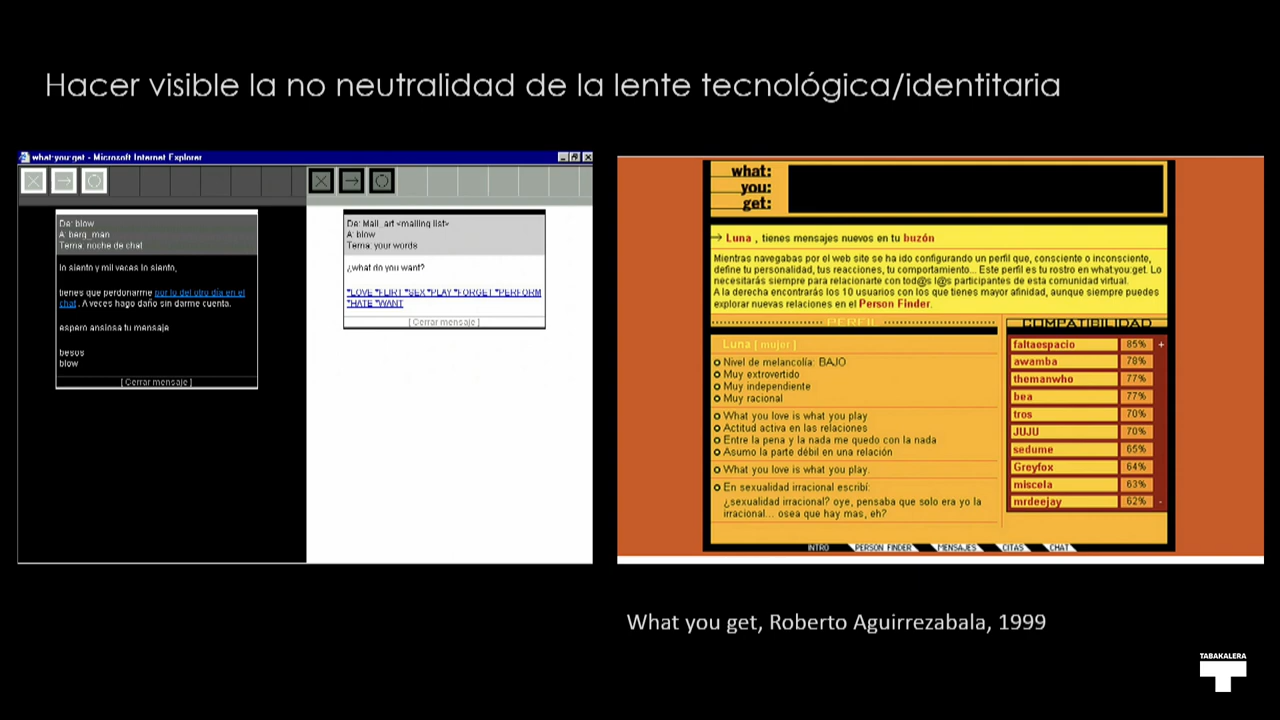 Hacer visible la no neutralidad de la lente tecnológica/identitaria
what:you:get - Microsoft Internet Explorer
De: blow
A: berg_man
Tema: noche de chat
lo siento y mil veces lo siento,
tienes que perdonarme por lo del otro día en el
chat . A veces hago daño sin darme cuenta.
espero ansiosa tu mensaje
besos
blow
[ Cerrar mensaje ]
De: Mail_art <mailing list>
A: blow
Tema: your words
¿what do you want?
*LOVE *FLIRT *SEX *PLAY *FORGET *PERFORM
*HATE *WANT
[ Cerrar mensaje ]
what:
you:
get:
→ Luna , tienes mensajes nuevos en tu buzón
Mientras navegabas por el web site se ha ido configurando un perfil que, consciente o inconsciente,
define tu personalidad, tus reacciones, tu comportamiento... Este perfil es tu rostro en what:you:get. Lo
necesitarás siempre para relacionarte con tod@s l@s participantes de esta comunidad virtual.
A la derecha encontrarás los 10 usuarios con los que tienes mayor afinidad, aunque siempre puedes
explorar nuevas relaciones en el Person Finder.
PERFIL
Luna [ mujer ]
Nivel de melancolía: BAJO
Muy extrovertido
Muy independiente
Muy racional
What you love is what you play
Actitud activa en las relaciones
Entre la pena y la nada me quedo con la nada
Asumo la parte débil en una relación
What you love is what you play.
En sexualidad irracional escribí:
¿sexualidad irracional? oye, pensaba que solo era yo la
irracional... osea que hay mas, eh?
COMPATIBILIDAD
faltaespacio 85% +
awamba 78%
themanwho 77%
bea 77%
tros 70%
JUJU 70%
sedume 65%
Greyfox 64%
miscela 63%
mrdeejay 62% -
INTRO PERSON FINDER MENSAJES CITAS CHAT
What you get, Roberto Aguirrezabala, 1999
TABAKALERA